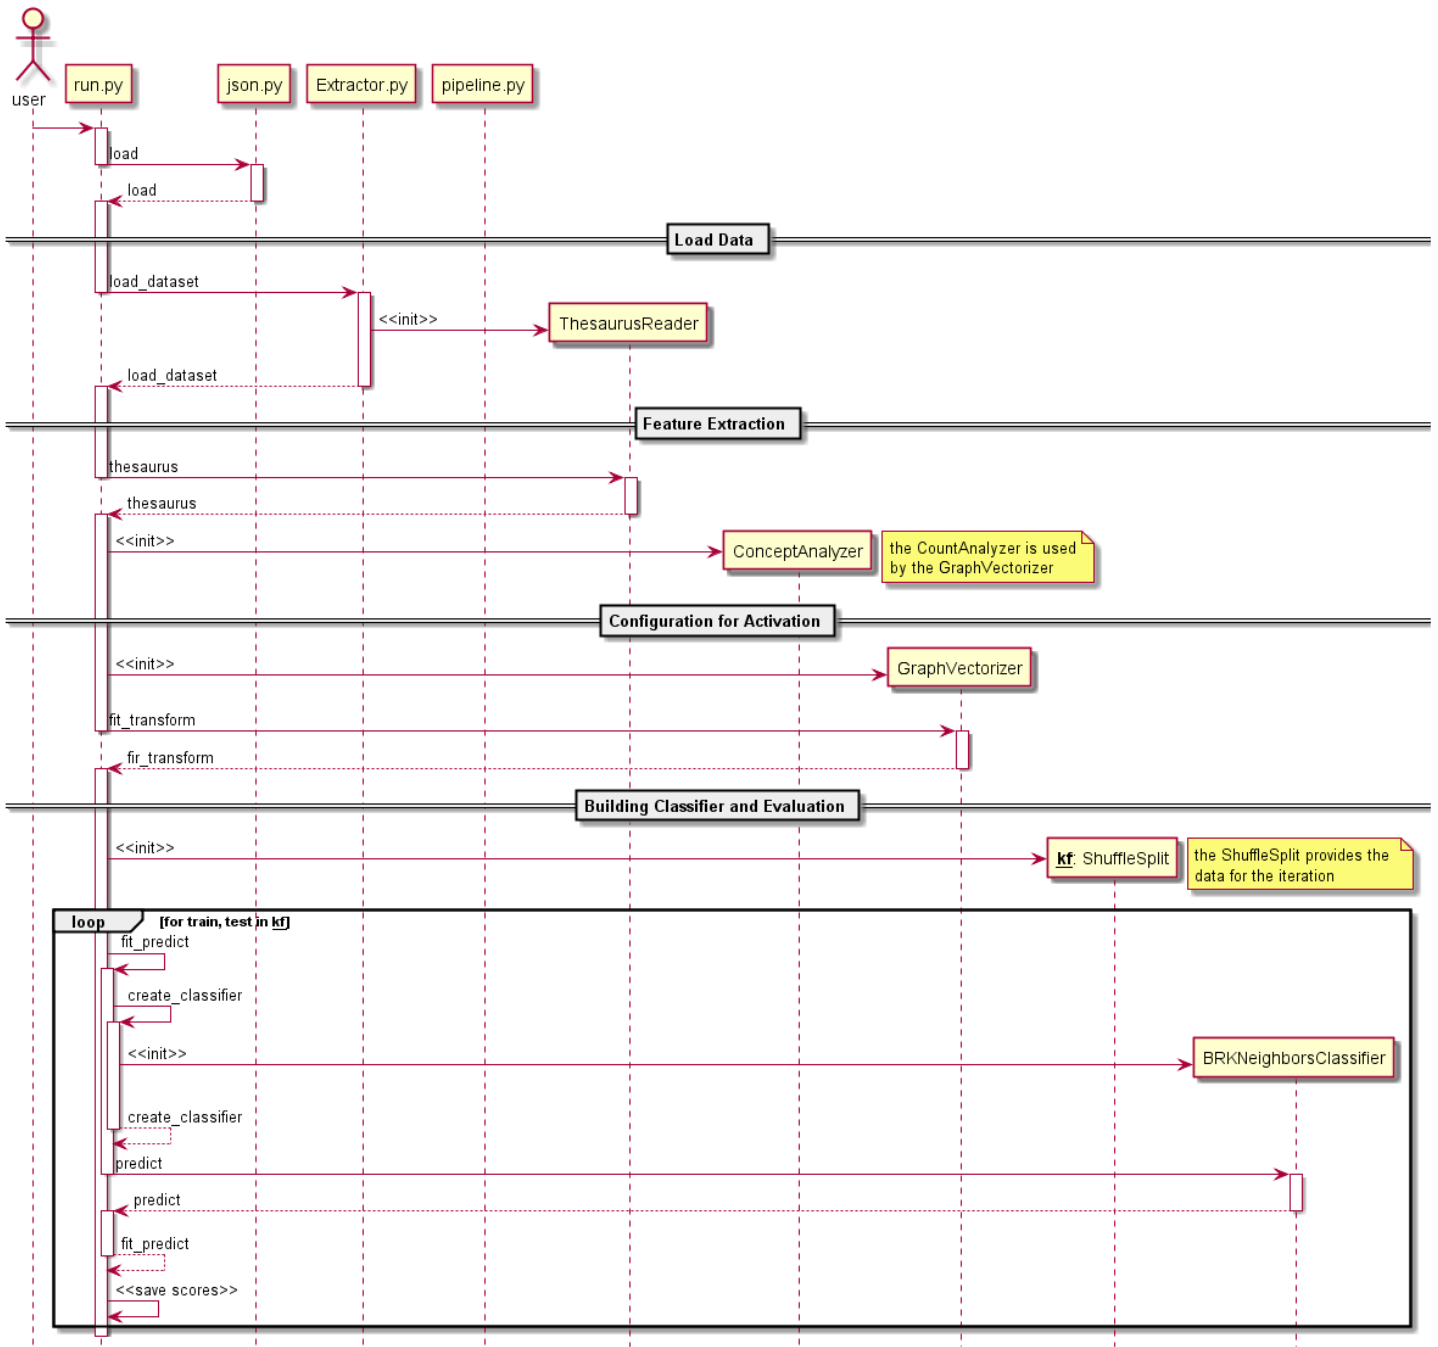 user
run.py
json.py
Extractor.py
pipeline.py
load
load
Load Data
load_dataset
<<init>>
ThesaurusReader
load_dataset
Feature Extraction
thesaurus
thesaurus
<<init>>
ConceptAnalyzer
the CountAnalyzer is used
by the GraphVectorizer
Configuration for Activation
<<init>>
GraphVectorizer
fit_transform
fir_transform
Building Classifier and Evaluation
<<init>>
kf: ShuffleSplit
the ShuffleSplit provides the
data for the iteration
loop
[for train, test in kf]
fit_predict
create_classifier
<<init>>
BRKNeighborsClassifier
create_classifier
predict
predict
fit_predict
<<save scores>>